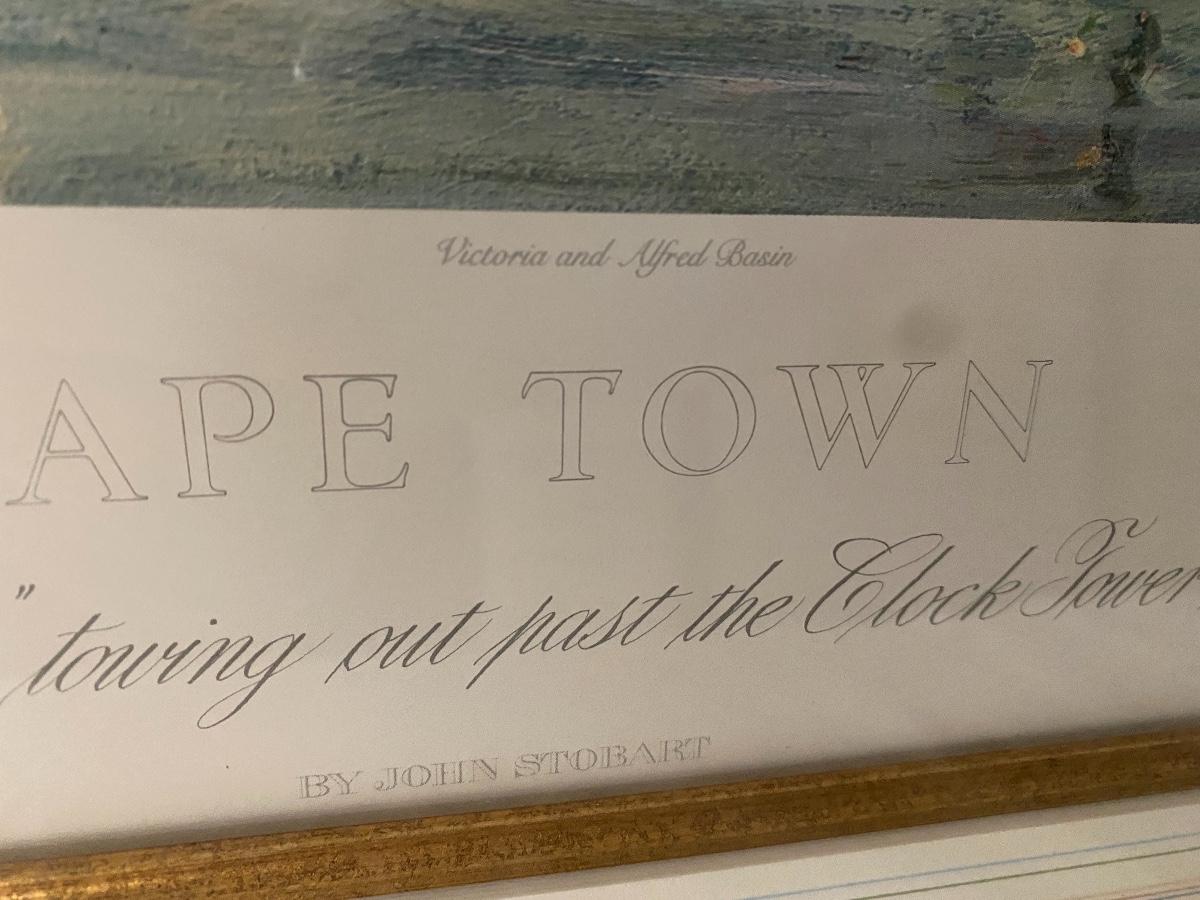 Victoria and Alfred Basin
APE TOWN
"towing out past the Clock Tower
BY JOHN STOBART